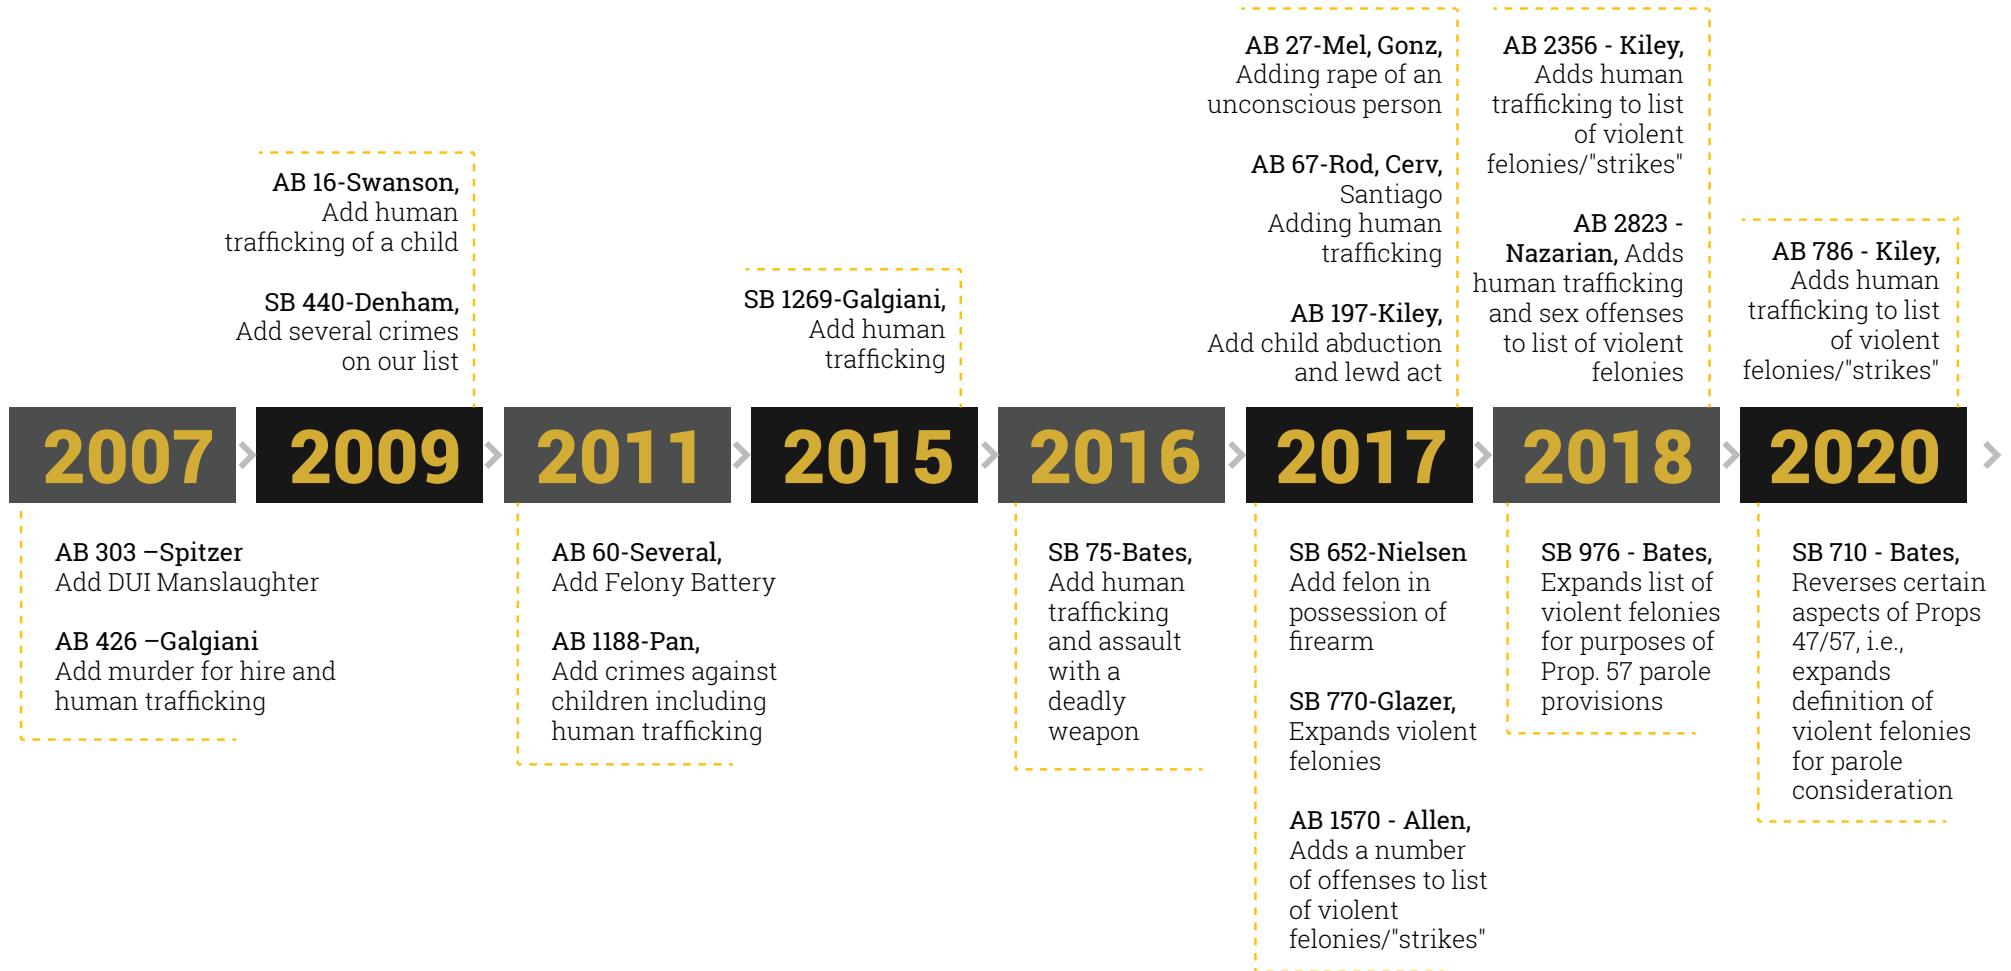 AB 16-Swanson,
Add human
trafficking of a child
SB 440-Denham,
Add several crimes
on our list
SB 1269-Galgiani,
Add human
trafficking
AB 27-Mel, Gonz,
Adding rape of an
unconscious person
AB 67-Rod, Cerv,
Santiago
Adding human
trafficking
AB 197-Kiley,
Add child abduction
and lewd act
AB 2356 - Kiley,
Adds human
trafficking to list
of violent
felonies/"strikes"
AB 2823 -
Nazarian, Adds
human trafficking
and sex offenses
to list of violent
felonies
AB 786 - Kiley,
Adds human
trafficking to list
of violent
felonies/"strikes"
2007
2009
2011
2015
2016
2017
2018
2020
AB 303 –Spitzer
Add DUI Manslaughter
AB 426 –Galgiani
Add murder for hire and
human trafficking
AB 60-Several,
Add Felony Battery
AB 1188-Pan,
Add crimes against
children including
human trafficking
SB 75-Bates,
Add human
trafficking
and assault
with a
deadly
weapon
SB 652-Nielsen
Add felon in
possession of
firearm
SB 770-Glazer,
Expands violent
felonies
AB 1570 - Allen,
Adds a number
of offenses to list
of violent
felonies/"strikes"
SB 976 - Bates,
Expands list of
violent felonies
for purposes of
Prop. 57 parole
provisions
SB 710 - Bates,
Reverses certain
aspects of Props
47/57, i.e.,
expands
definition of
violent felonies
for parole
consideration